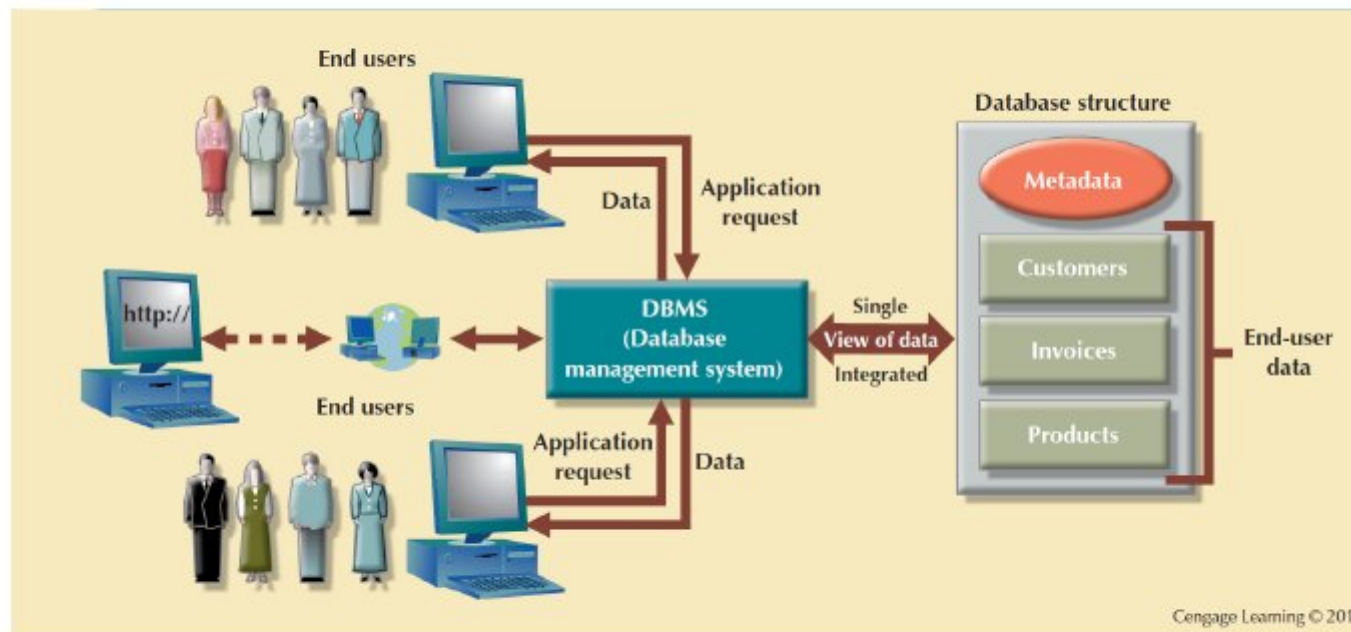 End users
Data
Application
request
http://
DBMS
(Database
management system)
End users
Application
request
Data
Single
View of data
Integrated
Database structure
Metadata
Customers
Invoices
Products
End-user
data
Cengage Learning © 201